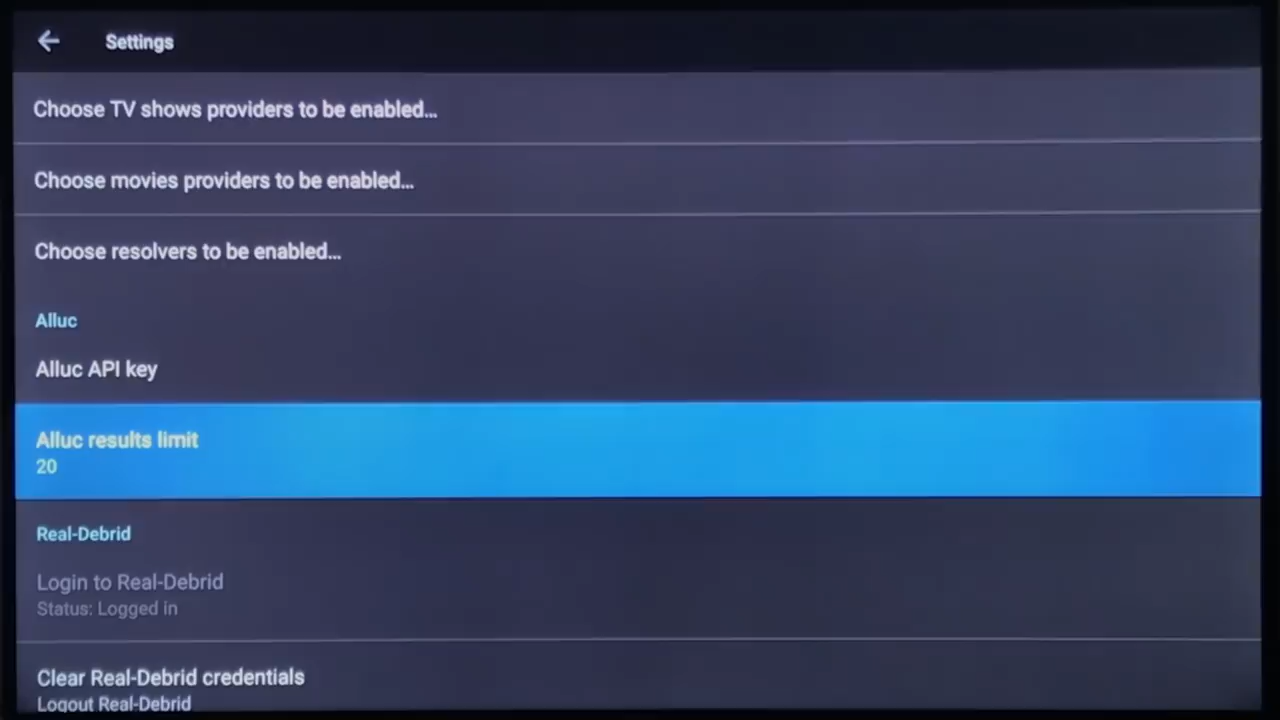 Settings
Choose TV shows providers to be enabled...
Choose movies providers to be enabled...
Choose resolvers to be enabled...
Alluc
Alluc API key
Alluc results limit
20
Real-Debrid
Login to Real-Debrid
Status: Logged in
Clear Real-Debrid credentials
Logout Real-Debrid